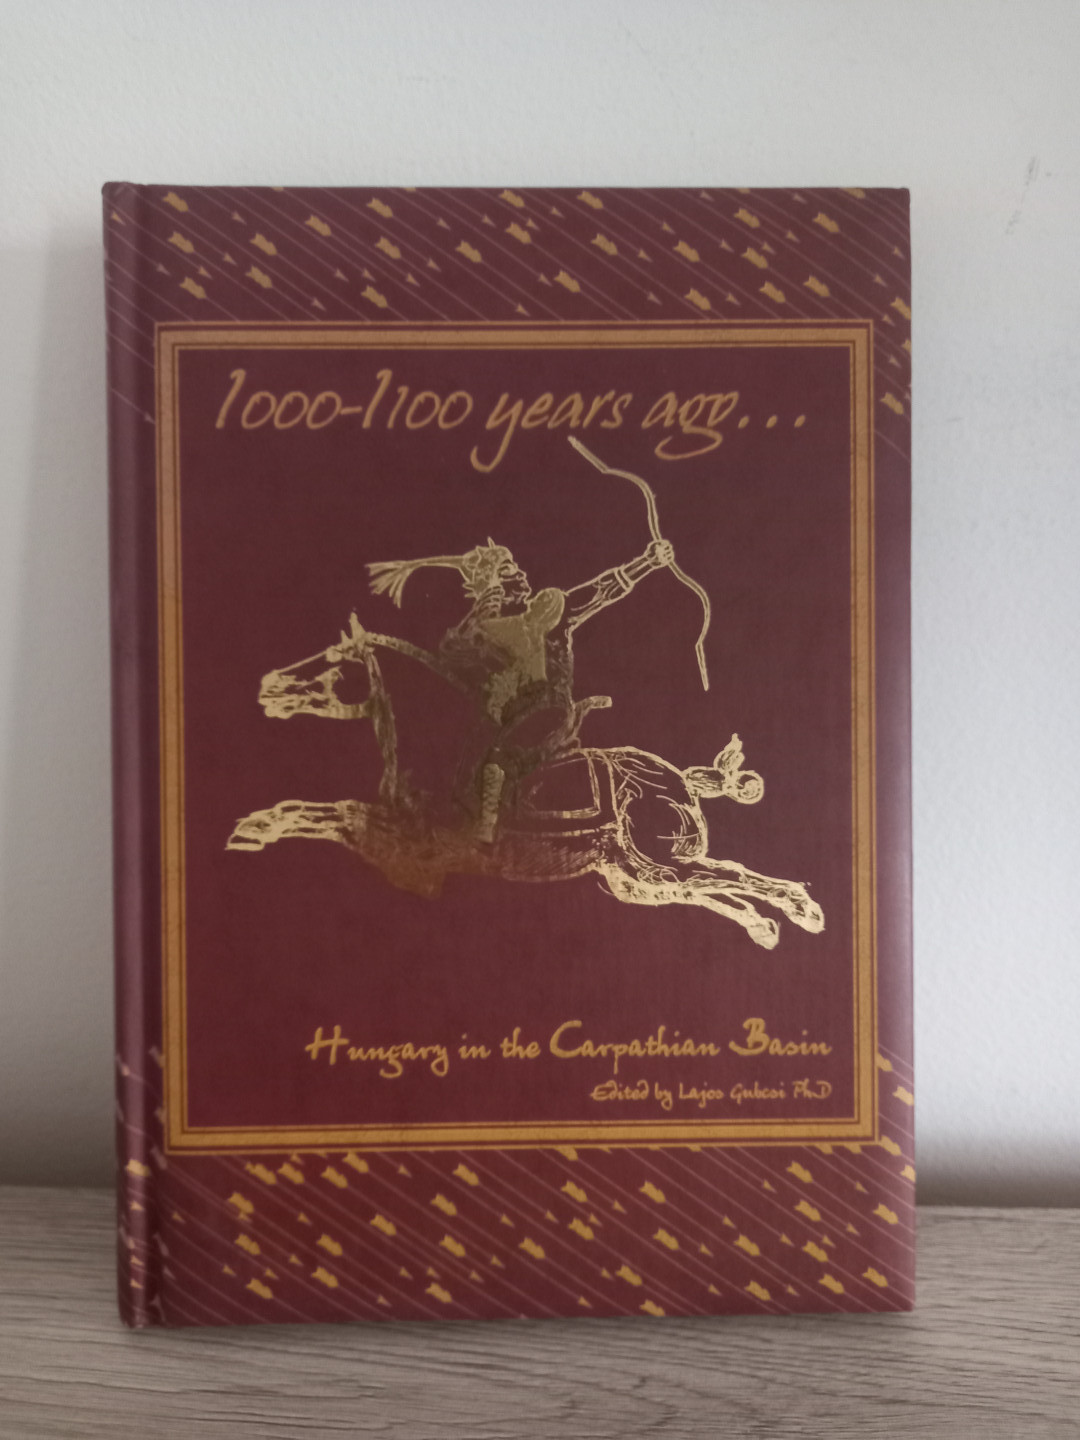 1000-1100 years ago...
Hungary in the Carpathian Basin
Edited by Lajos Gubcsi PhD